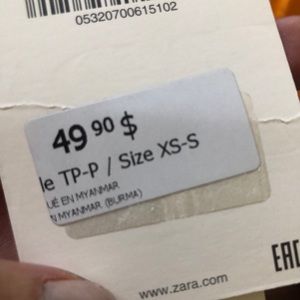 05320700615102
49 90 $
le TP-P / Size XS-S
UÉ EN MYANMAR
N MYANMAR (BURMA)
EAC
www.zara.com